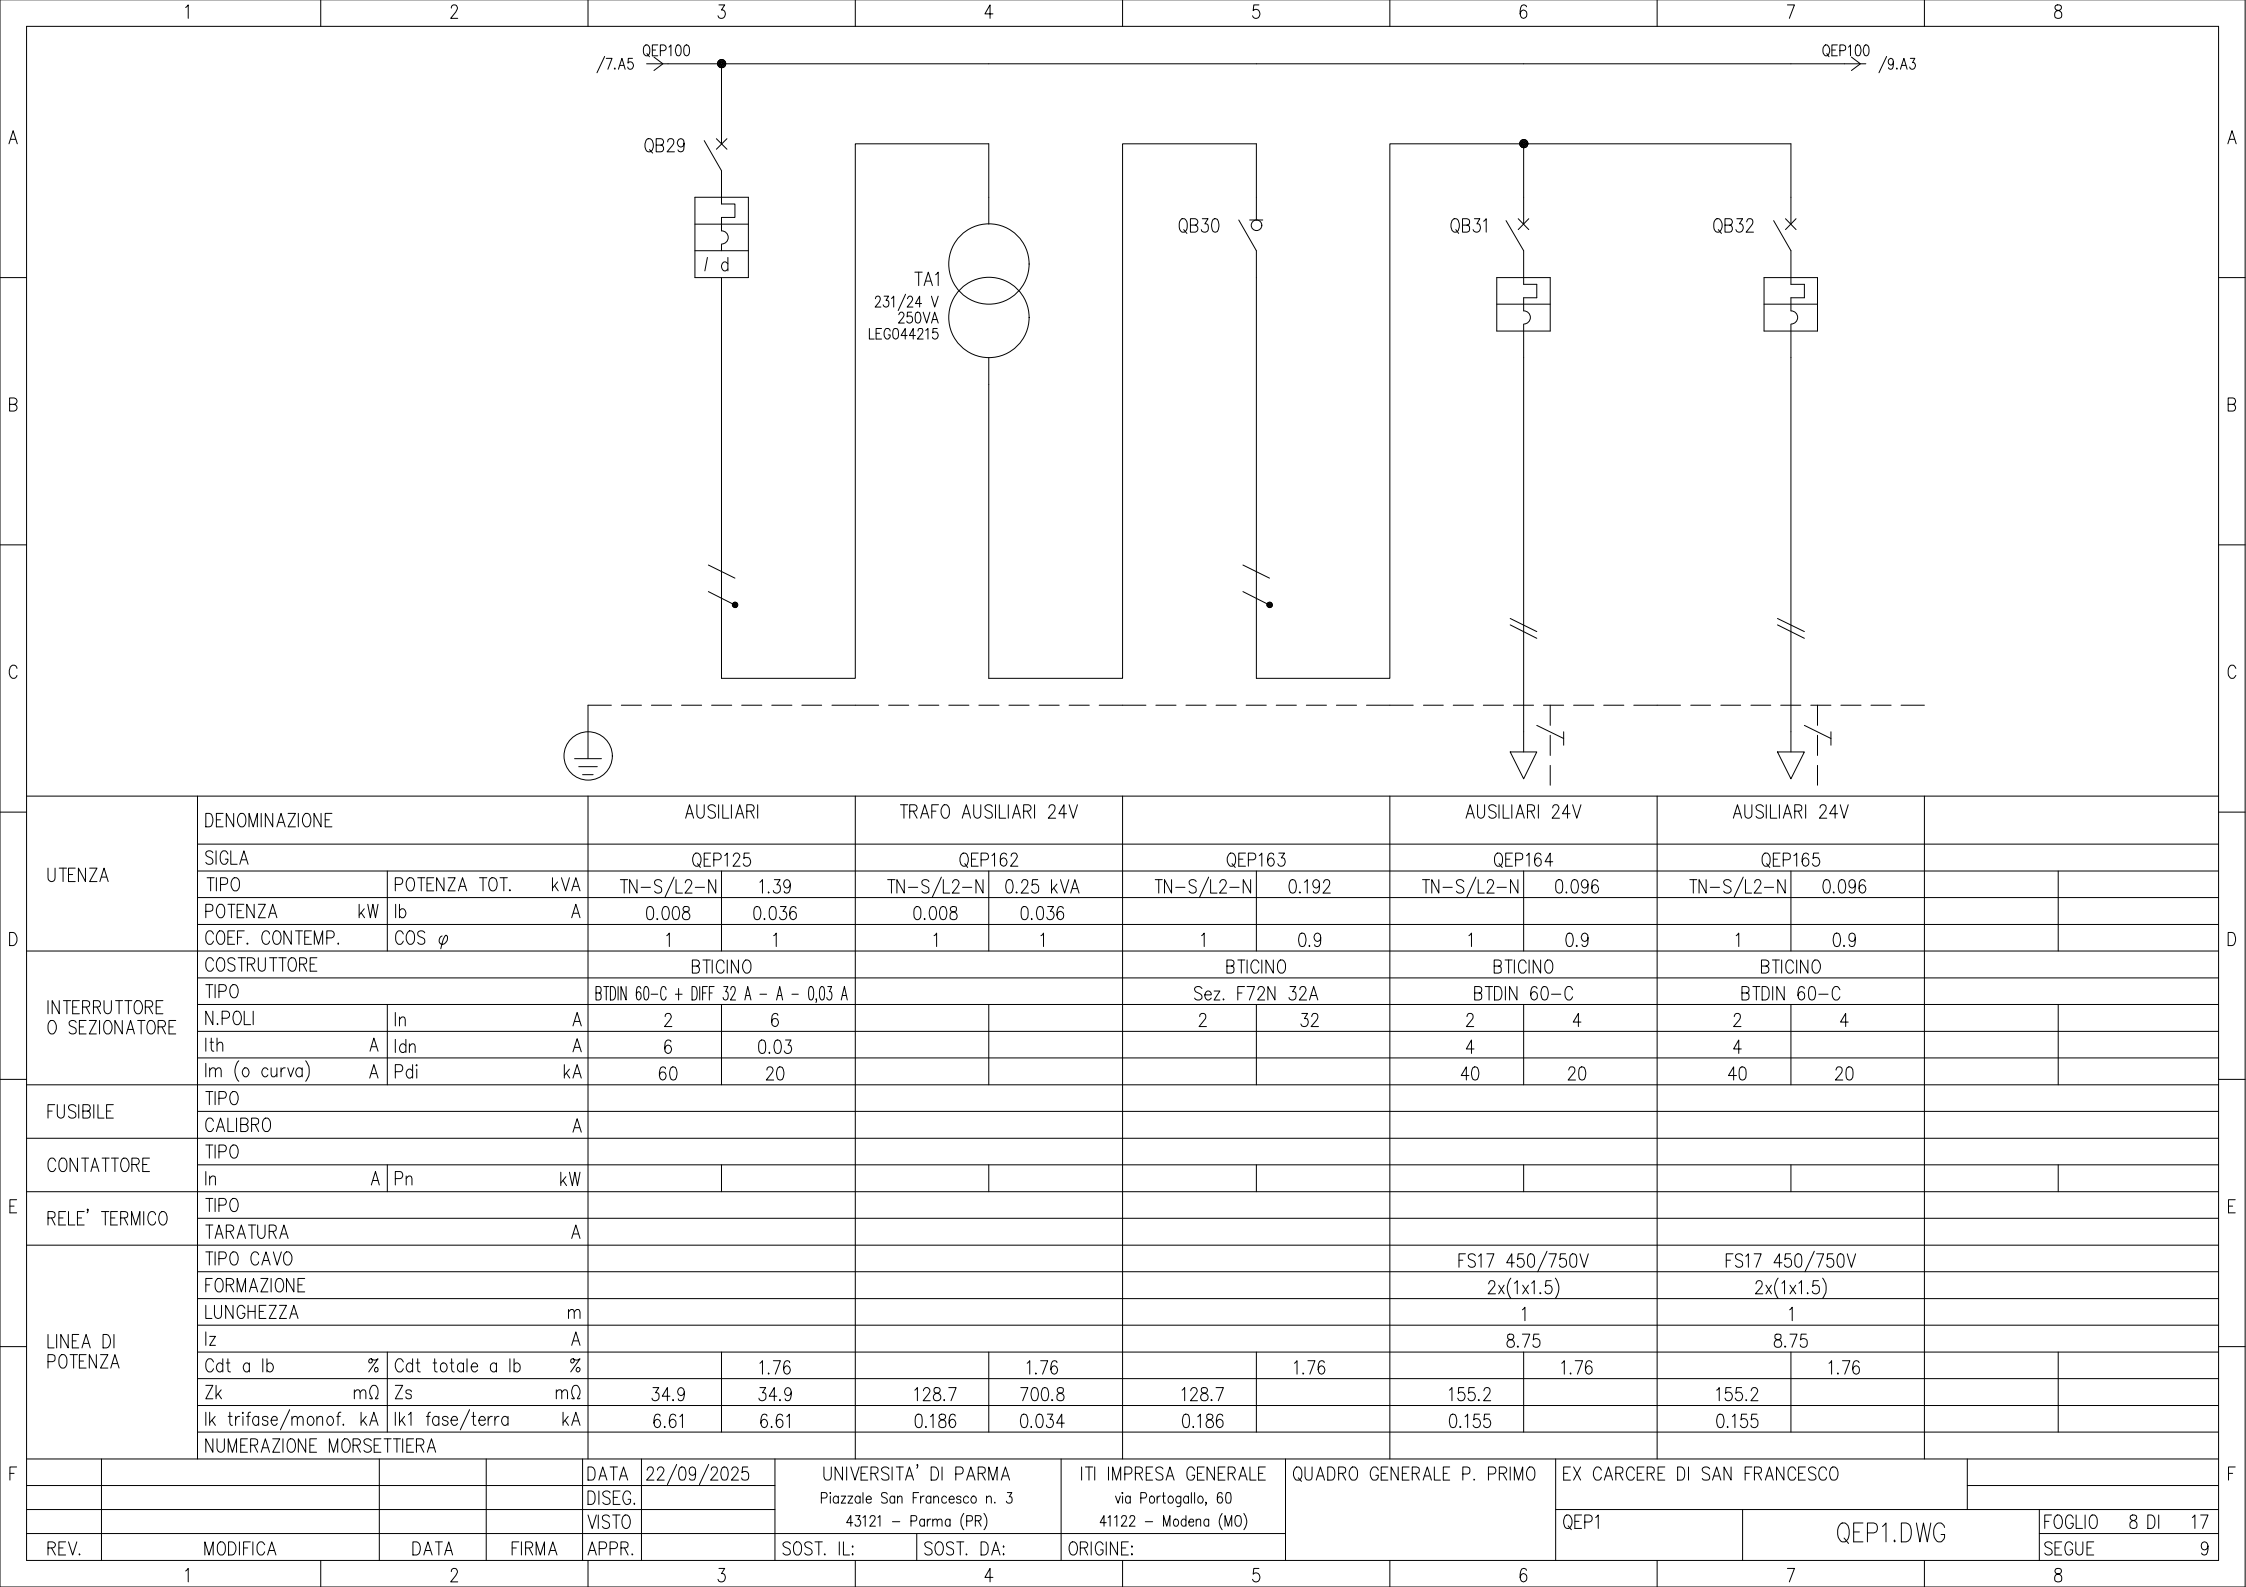 1 2 3 4 5 6 7 8
/7.A5 QEP100 QEP100 /9.A3
A A
QB29
QB30 QB31 QB32
I d
TA1
231/24 V
250VA
LEG044215
B B
C C
DENOMINAZIONE AUSILIARI TRAFO AUSILIARI 24V AUSILIARI 24V AUSILIARI 24V
UTENZA
SIGLA QEP125 QEP162 QEP163 QEP164 QEP165
TIPO POTENZA TOT. kVA TN-S/L2-N 1.39 TN-S/L2-N 0.25 kVA TN-S/L2-N 0.192 TN-S/L2-N 0.096 TN-S/L2-N 0.096
POTENZA kW Ib A 0.008 0.036 0.008 0.036
D COEF. CONTEMP. COS φ 1 1 1 1 1 0.9 1 0.9 1 0.9 D
INTERRUTTORE
O SEZIONATORE
COSTRUTTORE BTICINO BTICINO BTICINO BTICINO
TIPO BTDIN 60-C + DIFF 32 A - A - 0,03 A Sez. F72N 32A BTDIN 60-C BTDIN 60-C
N.POLI In A 2 6 2 32 2 4 2 4
Ith A Idn A 6 0.03 4 4
Im (o curva) A Pdi kA 60 20 40 20 40 20
FUSIBILE
TIPO
CALIBRO A
CONTATTORE
TIPO
In A Pn kW
E E
RELE' TERMICO
TIPO
TARATURA A
LINEA DI
POTENZA
TIPO CAVO FS17 450/750V FS17 450/750V
FORMAZIONE 2x(1x1.5) 2x(1x1.5)
LUNGHEZZA m 1 1
Iz A 8.75 8.75
Cdt a Ib % Cdt totale a Ib % 1.76 1.76 1.76 1.76 1.76
Zk mΩ Zs mΩ 34.9 34.9 128.7 700.8 128.7 155.2 155.2
Ik trifase/monof. kA Ik1 fase/terra kA 6.61 6.61 0.186 0.034 0.186 0.155 0.155
NUMERAZIONE MORSETTIERA
F F
DATA 22/09/2025 UNIVERSITA' DI PARMA ITI IMPRESA GENERALE QUADRO GENERALE P. PRIMO EX CARCERE DI SAN FRANCESCO
DISEG. Piazzale San Francesco n. 3 via Portogallo, 60
VISTO 43121 - Parma (PR) 41122 - Modena (MO) QEP1 QEP1.DWG FOGLIO 8 DI 17
REV. MODIFICA DATA FIRMA APPR. SOST. IL: SOST. DA: ORIGINE: SEGUE 9
1 2 3 4 5 6 7 8